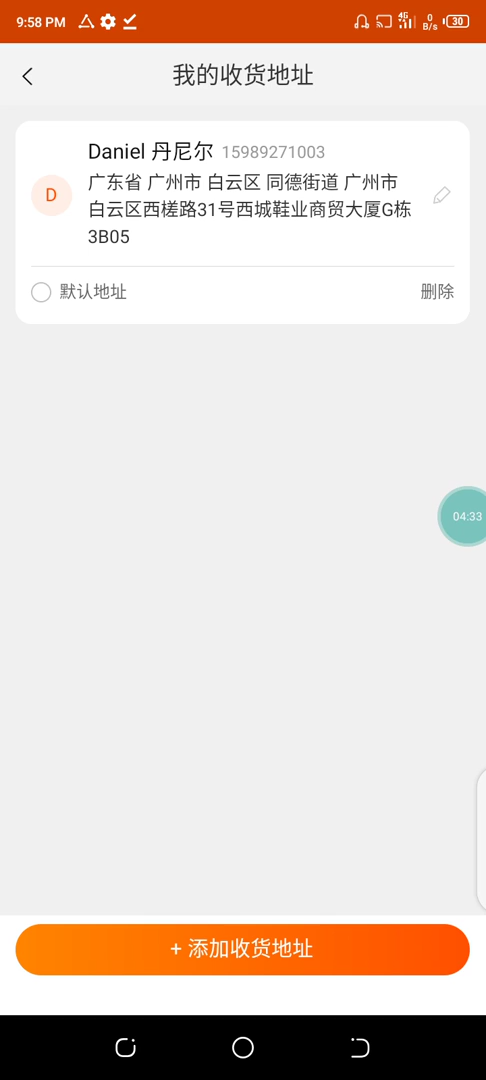 9:58 PM 4G 0 B/s 30
我的收货地址
Daniel 丹尼尔 15989271003
D
广东省 广州市 白云区 同德街道 广州市
白云区西槎路31号西城鞋业商贸大厦G栋
3B05
默认地址 删除
04:33
+ 添加收货地址